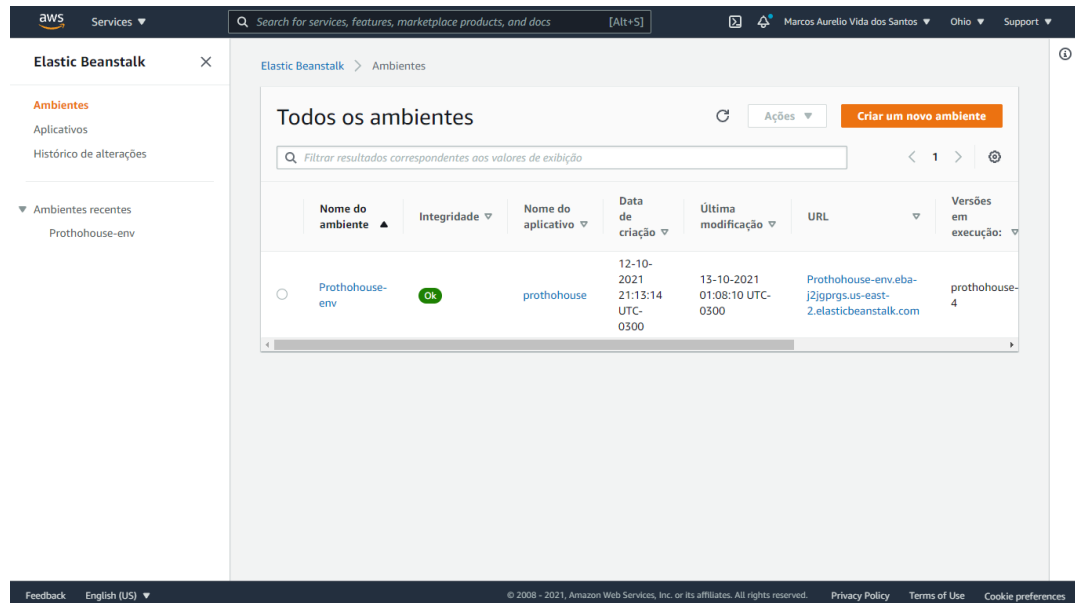 aws Services ▼ Search for services, features, marketplace products, and docs [Alt+S] Marcos Aurelio Vida dos Santos ▼ Ohio ▼ Support ▼
Elastic Beanstalk
Ambientes
Aplicativos
Histórico de alterações
Ambientes recentes
Prothohouse-env
Elastic Beanstalk > Ambientes
Todos os ambientes
Ações ▼
Criar um novo ambiente
Filtrar resultados correspondentes aos valores de exibição
1
Nome do
ambiente ▲
Integridade
Nome do
aplicativo
Data
de
criação
Última
modificação
URL
Versões
em
execução:
Prothohouse-
env
Ok
prothohouse
12-10-
2021
21:13:14
UTC-
0300
13-10-2021
01:08:10 UTC-
0300
Prothohouse-env.eba-
j2jgprgs.us-east-
2.elasticbeanstalk.com
prothohouse-
4
Feedback English (US) ▼ © 2008 - 2021, Amazon Web Services, Inc. or its affiliates. All rights reserved. Privacy Policy Terms of Use Cookie preferences